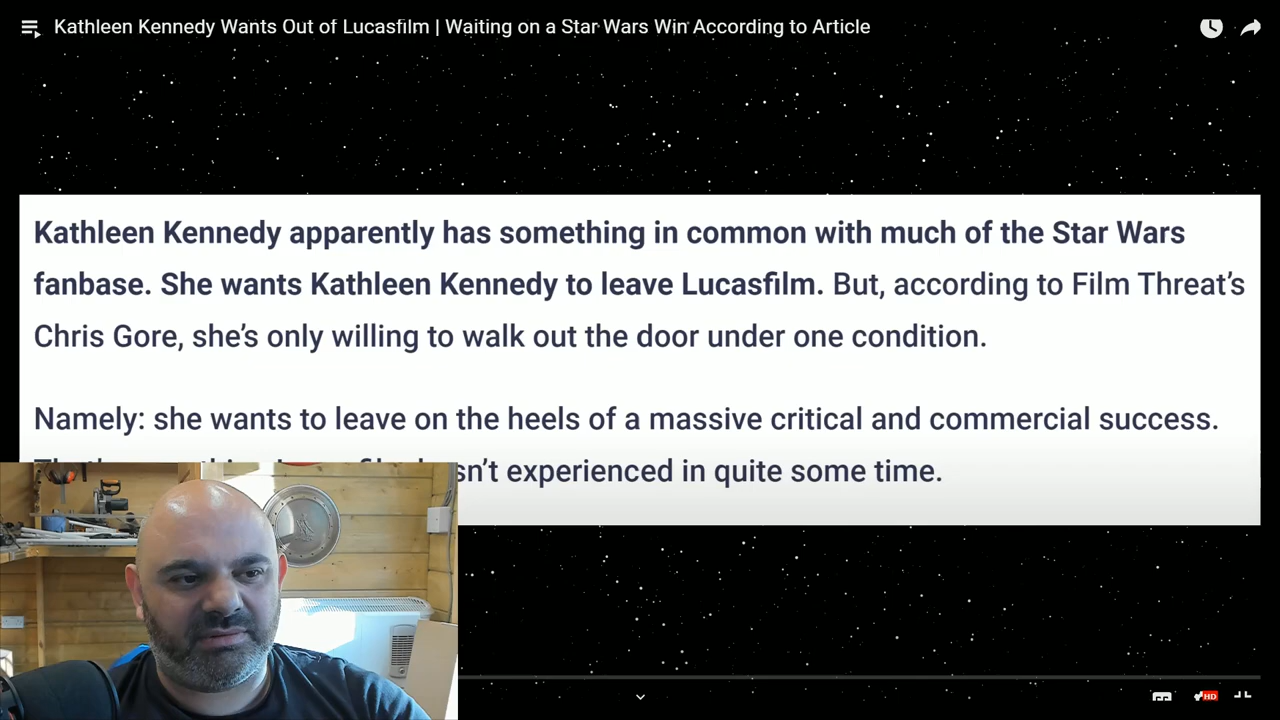 Kathleen Kennedy Wants Out of Lucasfilm | Waiting on a Star Wars Win According to Article
Kathleen Kennedy apparently has something in common with much of the Star Wars
fanbase. She wants Kathleen Kennedy to leave Lucasfilm. But, according to Film Threat’s
Chris Gore, she’s only willing to walk out the door under one condition.
Namely: she wants to leave on the heels of a massive critical and commercial success.
experienced in quite some time.
HD